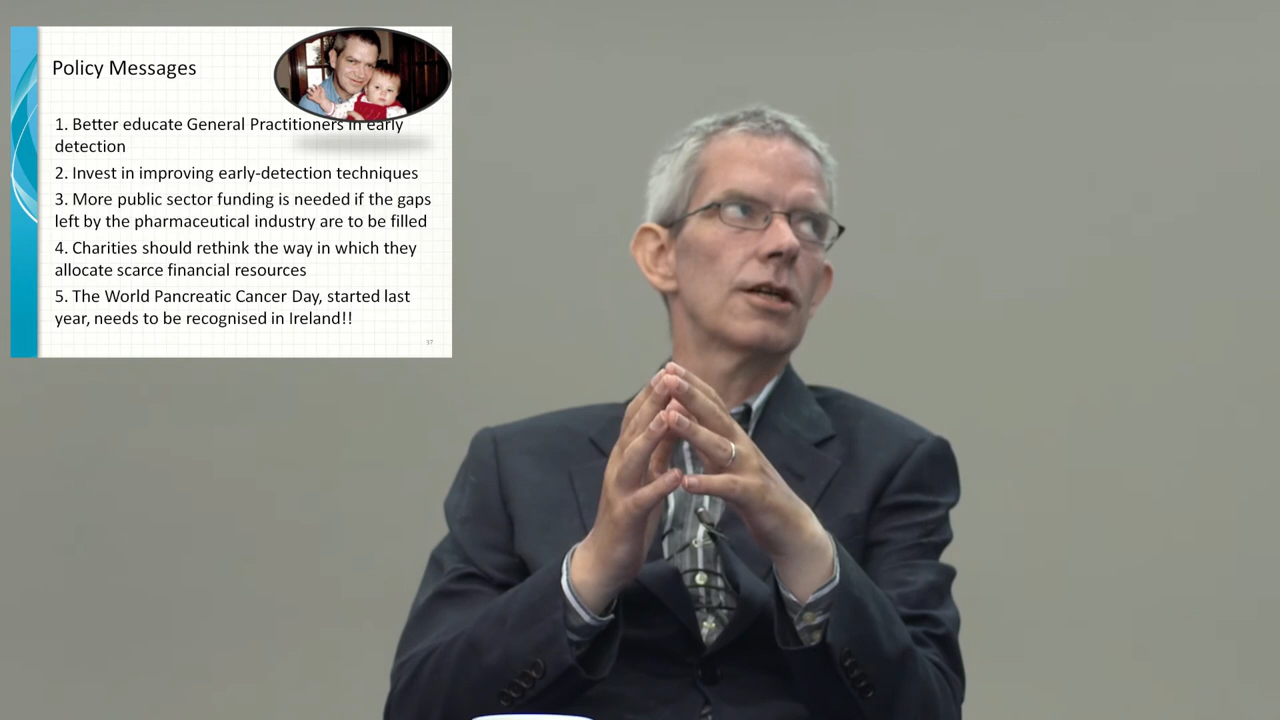 Policy Messages
1. Better educate General Practitioners in early
detection
2. Invest in improving early-detection techniques
3. More public sector funding is needed if the gaps
left by the pharmaceutical industry are to be filled
4. Charities should rethink the way in which they
allocate scarce financial resources
5. The World Pancreatic Cancer Day, started last
year, needs to be recognised in Ireland!!
37